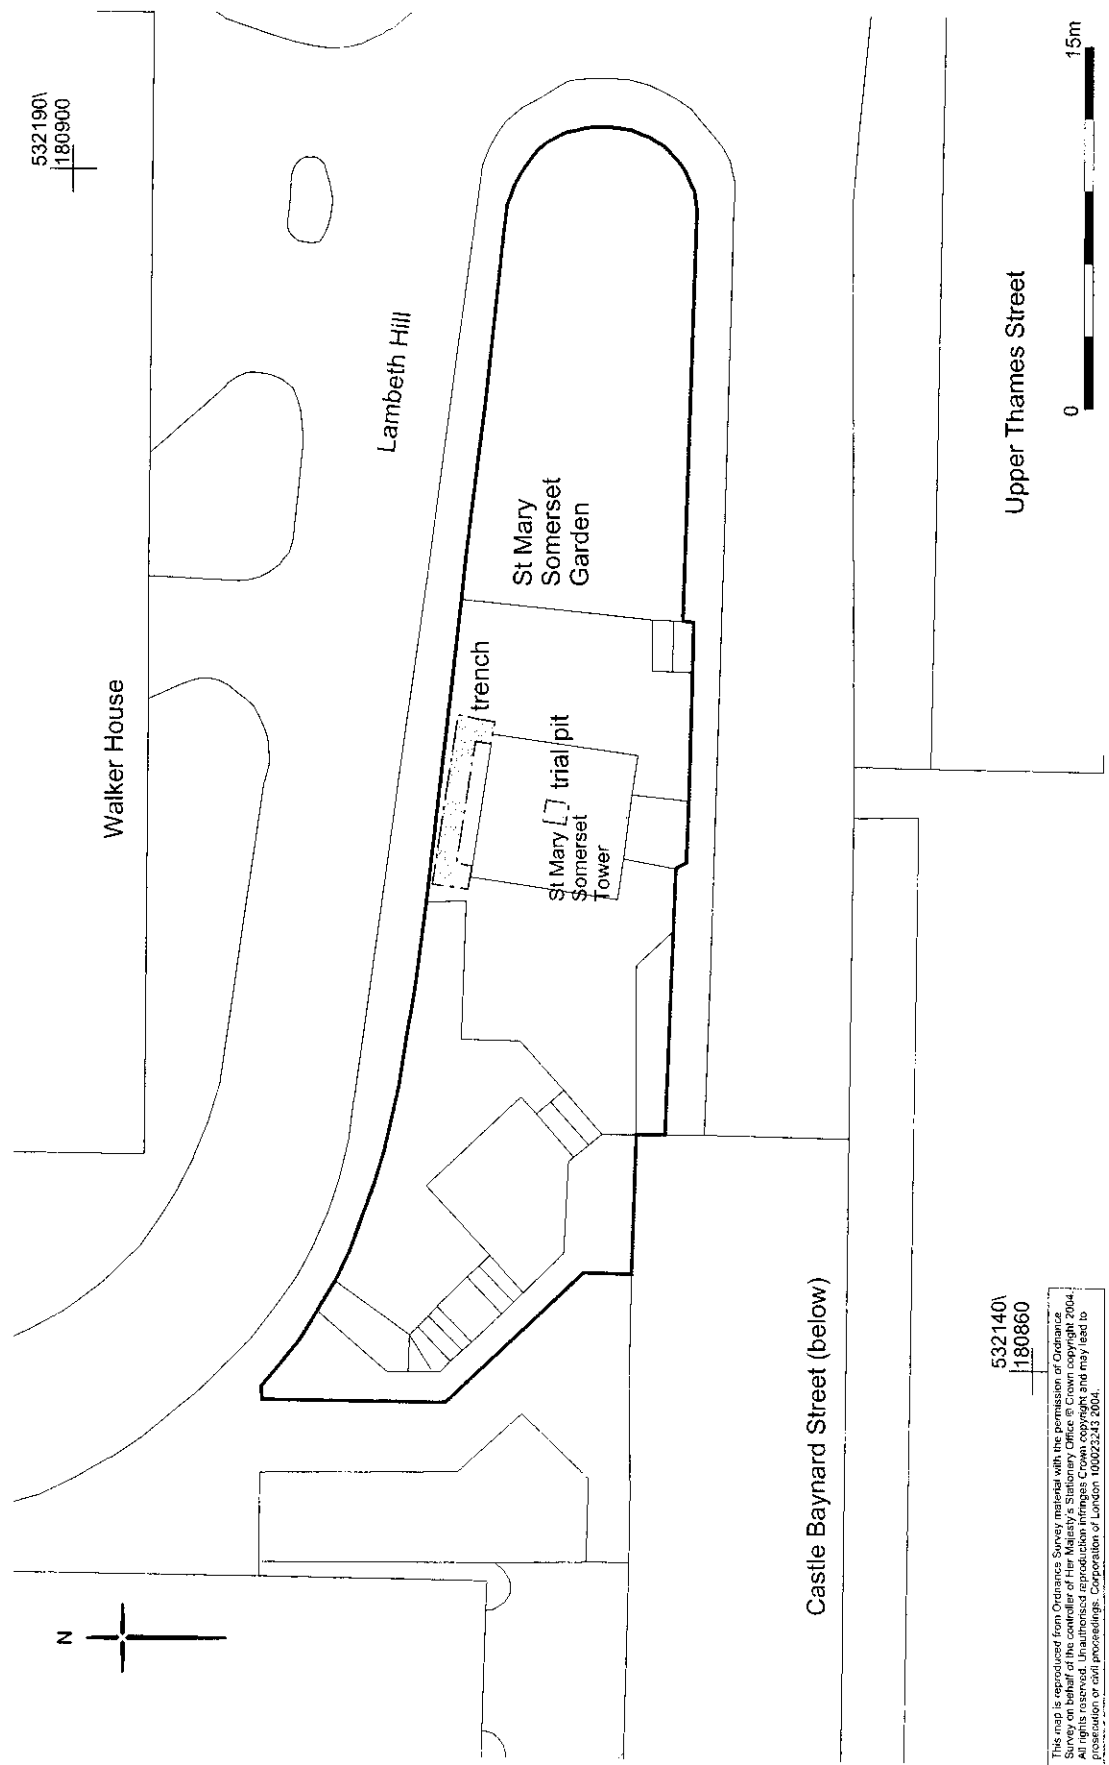 532190\
180900
Walker House
Lambeth Hill
St Mary
Somerset
Garden
trench
trial pit
St Mary
Somerset
Tower
Upper Thames Street
0
15m
N
Castle Baynard Street (below)
532140\
180860
This map is reproduced from Ordnance Survey material with the permission of Ordnance
Survey on behalf of the controller of Her Majesty's Stationery Office © Crown copyright 2004.
All rights reserved. Unauthorised reproduction infringes Crown copyright and may lead to
prosecution or civil proceedings. Corporation of London 100023243 2004.